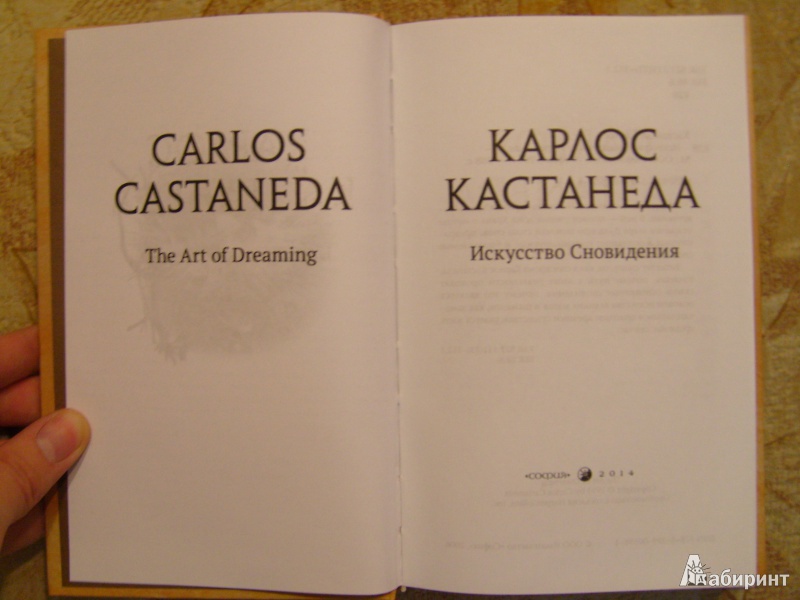 CARLOS
CASTANEDA
The Art of Dreaming
КАРЛОС
КАСТАНЕДА
Искусство Сновидения
«софия» 2014
Лабиринт